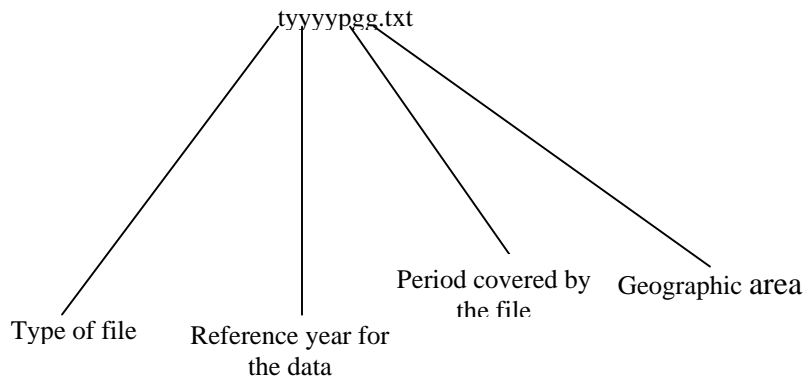 tyyyypgg.txt
Type of file
Reference year for
the data
Period covered by
the file
Geographic area